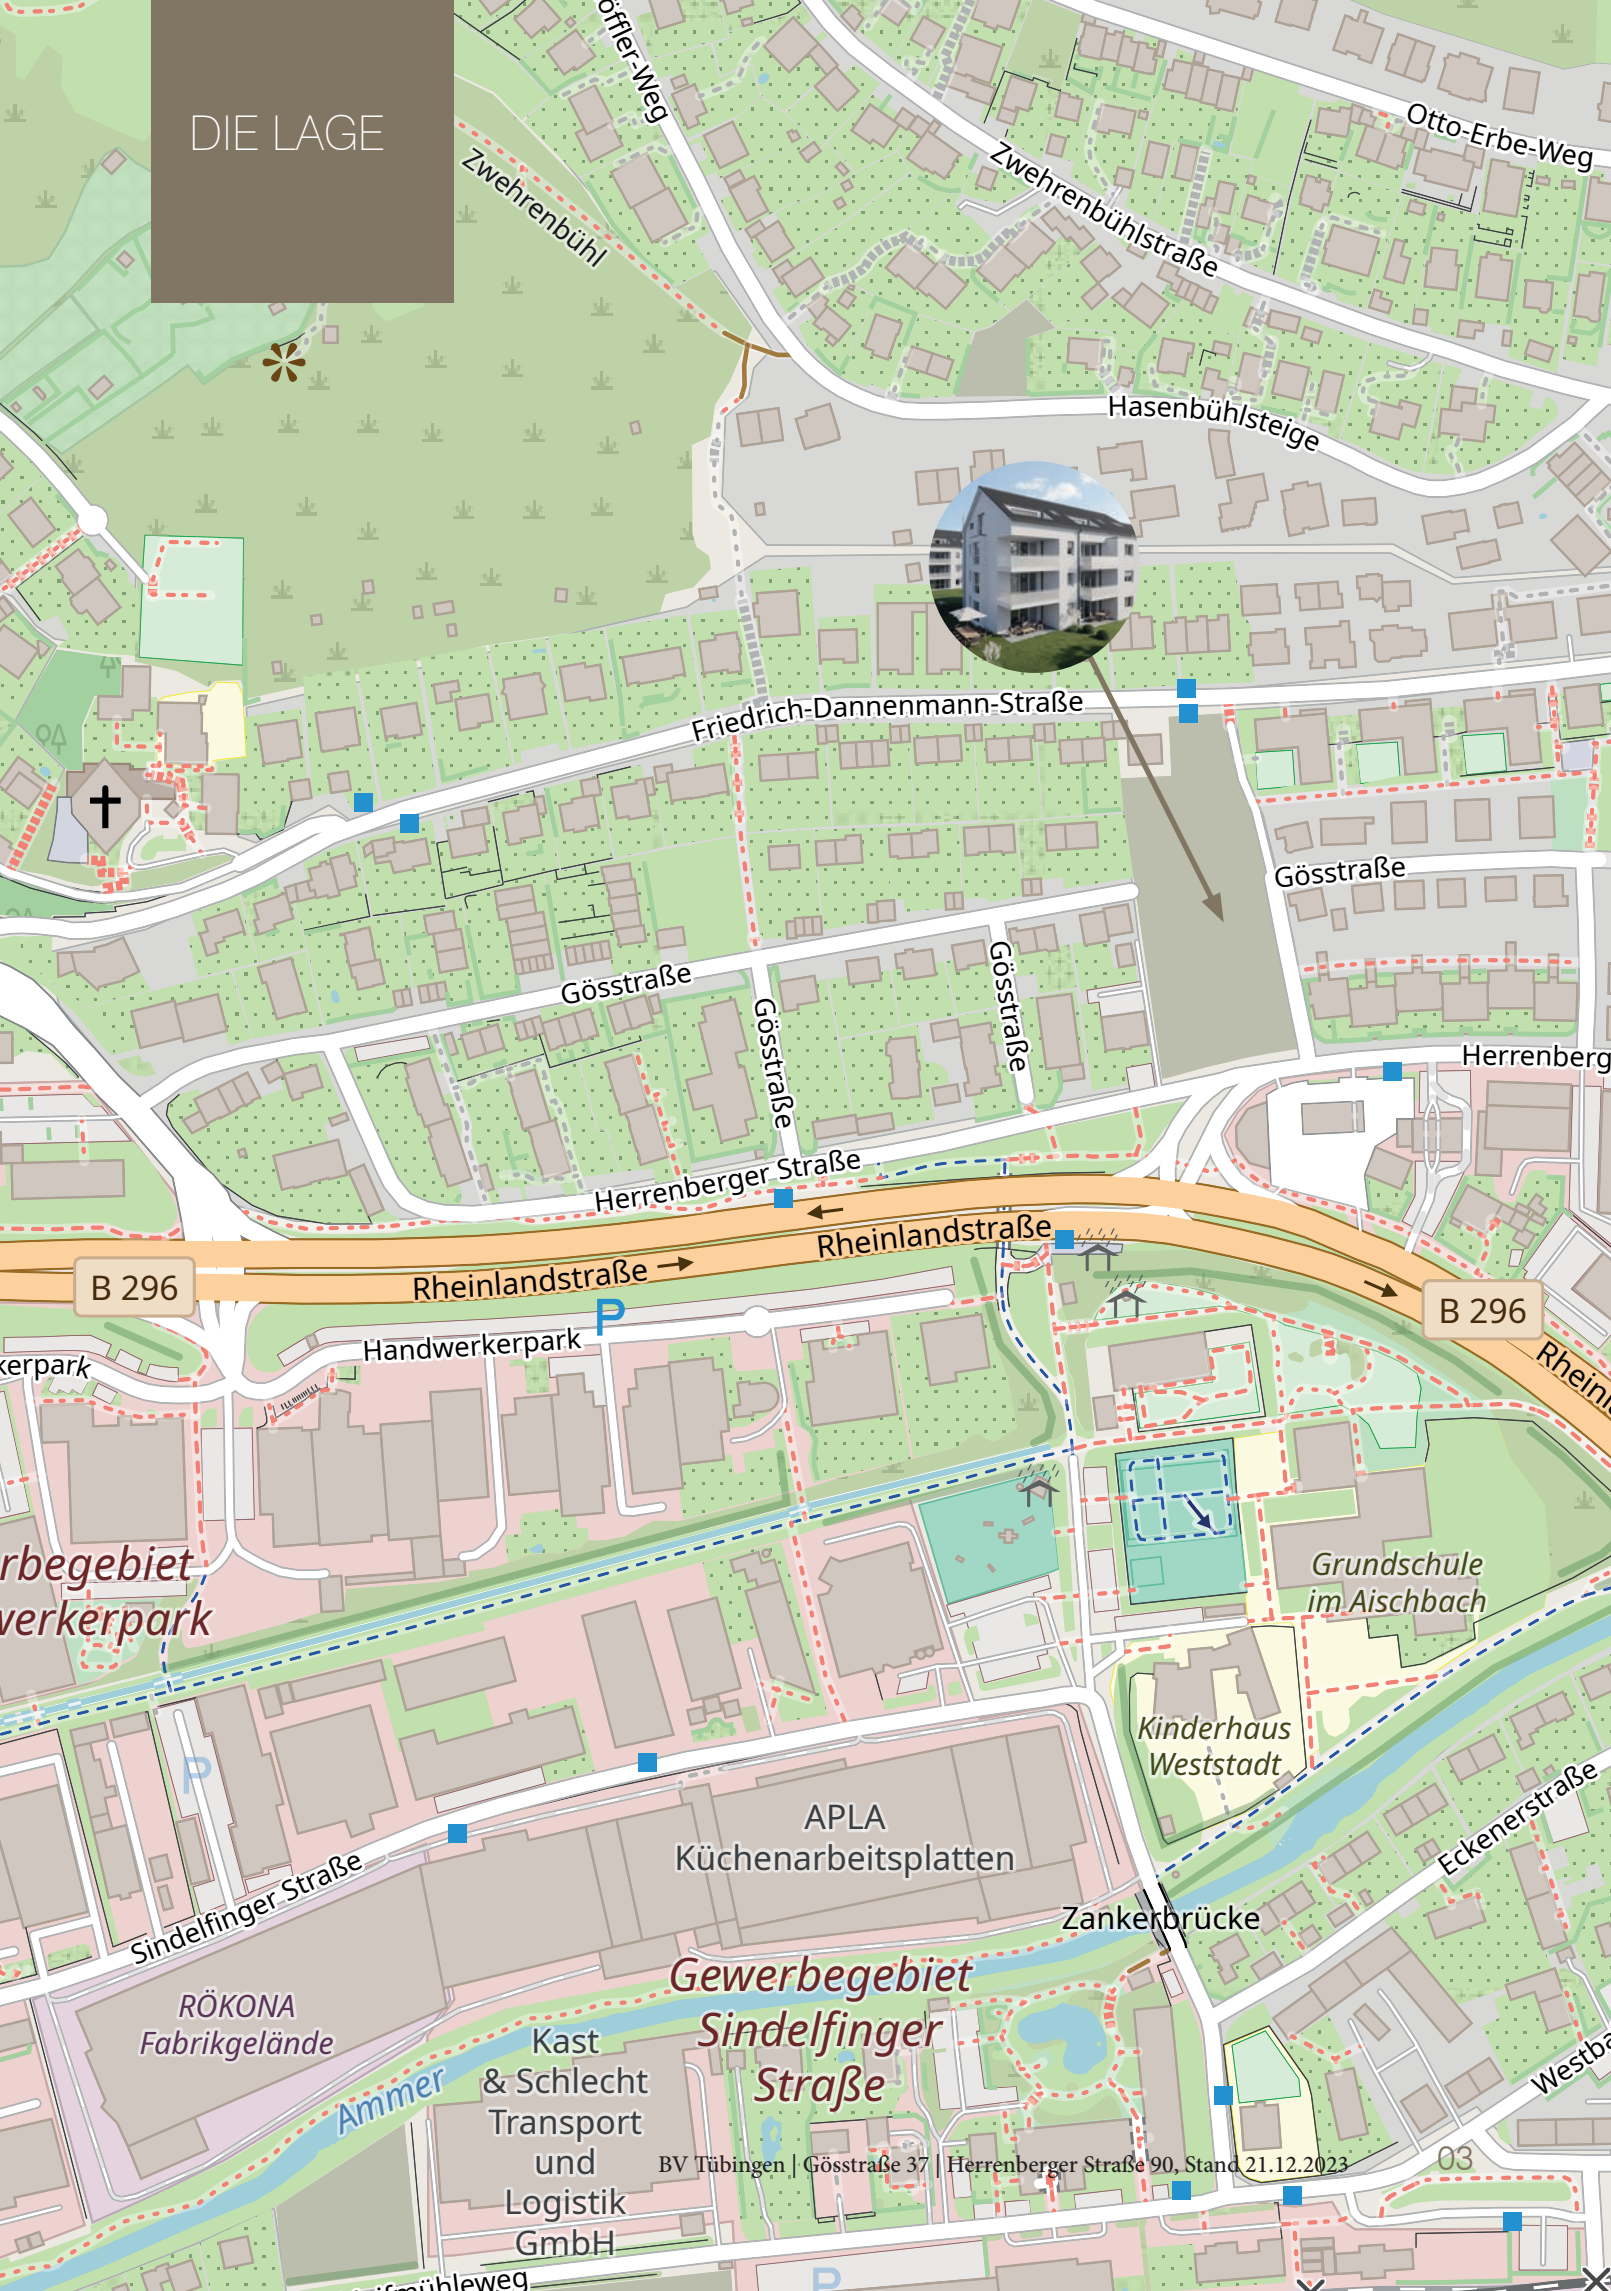 DIE LAGE
öffler-Weg
Zwehrenbühl
Zwehrenbühlstraße
Otto-Erbe-Weg
Hasenbühlsteige
Friedrich-Dannenmann-Straße
Gösstraße
Gösstraße
Gösstraße
Gösstraße
Herrenberg
Herrenberger Straße
Rheinlandstraße
Rheinlandstraße
B 296
B 296
Rheinl
P
Handwerkerpark
kerpark
rbegebiet
werkerpark
Grundschule
im Aischbach
Kinderhaus
Weststadt
P
APLA
Küchenarbeitsplatten
Eckenerstraße
Sindelfinger Straße
Zankerbrücke
RÖKONA
Fabrikgelände
Gewerbegebiet
Sindelfinger
Straße
Ammer
Kast
& Schlecht
Transport
und
Logistik
GmbH
Westba
BV Tübingen | Gösstraße 37 | Herrenberger Straße 90, Stand 21.12.2023
03
P
ifmühleweg